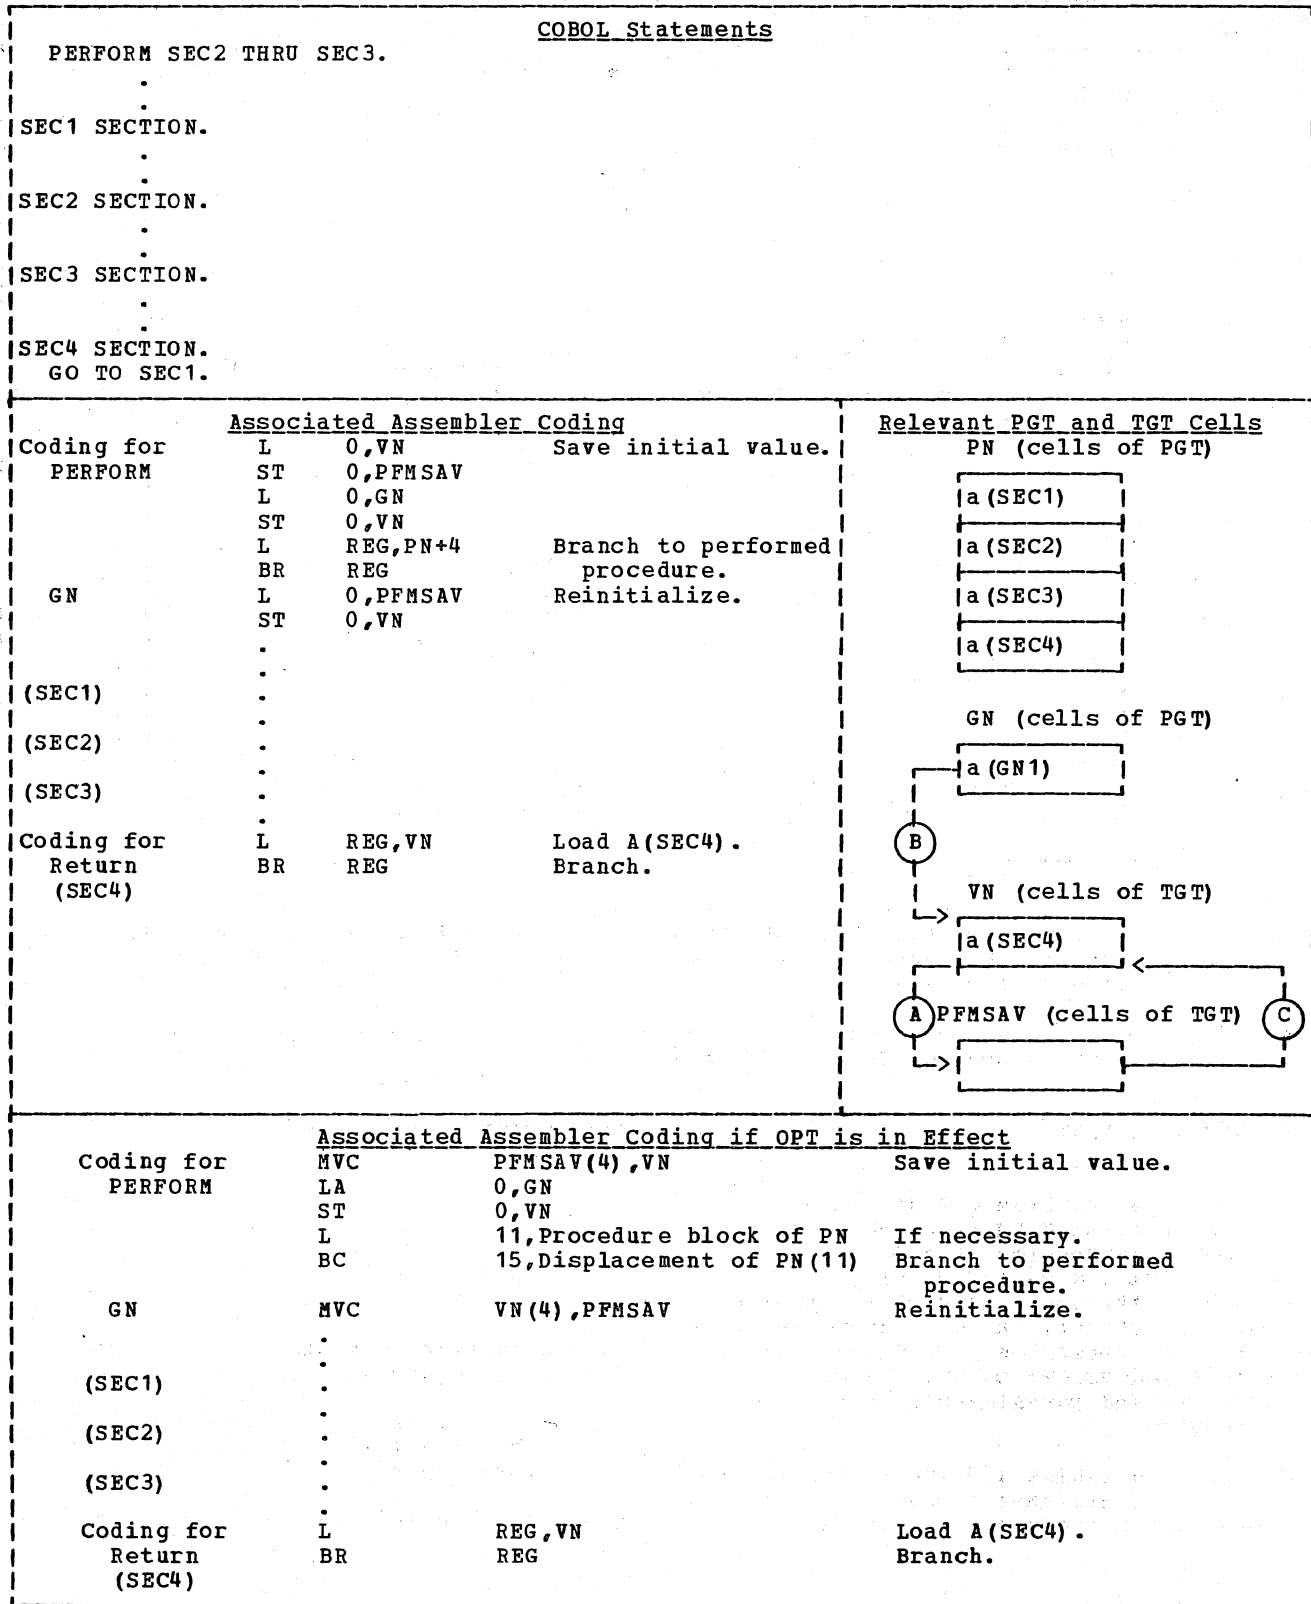 COBOL Statements
PERFORM SEC2 THRU SEC3.
.
.
SEC1 SECTION.
.
.
SEC2 SECTION.
.
.
SEC3 SECTION.
.
.
SEC4 SECTION.
GO TO SEC1.
Associated Assembler Coding
Coding for L 0,VN Save initial value.
PERFORM ST 0,PFMSAV
L 0,GN
ST 0,VN
L REG,PN+4 Branch to performed
BR REG procedure.
GN L 0,PFMSAV Reinitialize.
ST 0,VN
.
.
(SEC1) .
.
(SEC2) .
.
(SEC3) .
.
Coding for L REG,VN Load A(SEC4).
Return BR REG Branch.
(SEC4)
Relevant PGT and TGT Cells
PN (cells of PGT)
a(SEC1)
a(SEC2)
a(SEC3)
a(SEC4)
GN (cells of PGT)
a(GN1)
B
VN (cells of TGT)
a(SEC4)
A PFMSAV (cells of TGT) C
Associated Assembler Coding if OPT is in Effect
Coding for MVC PFMSAV(4),VN Save initial value.
PERFORM LA 0,GN
ST 0,VN
L 11,Procedure block of PN If necessary.
BC 15,Displacement of PN(11) Branch to performed
procedure.
GN MVC VN(4),PFMSAV Reinitialize.
.
.
(SEC1) .
.
(SEC2) .
.
(SEC3) .
.
Coding for L REG,VN Load A(SEC4).
Return BR REG Branch.
(SEC4)